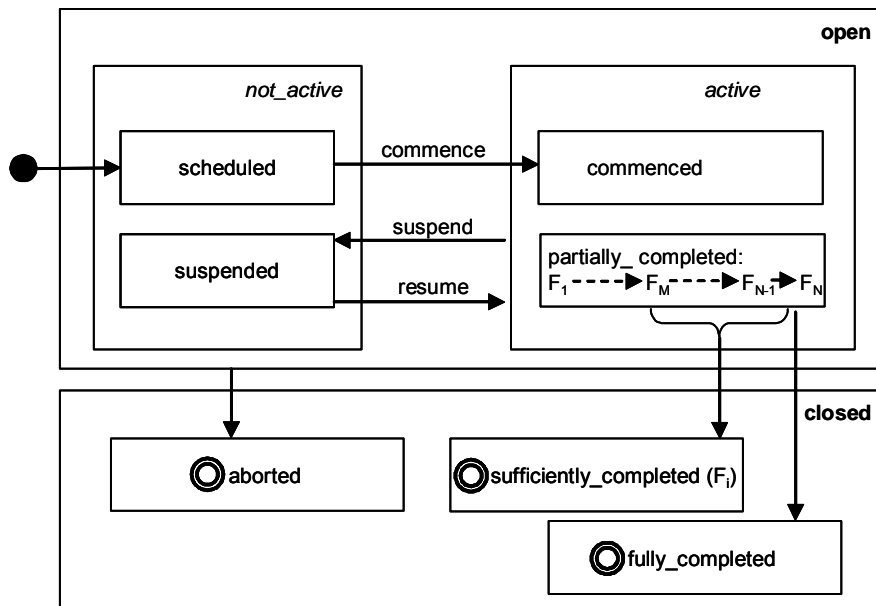 open
not_active
active
scheduled
commence
commenced
suspend
suspended
partially_ completed:
resume
F1 FM FN-1 FN
closed
aborted
sufficiently_completed (Fi)
fully_completed